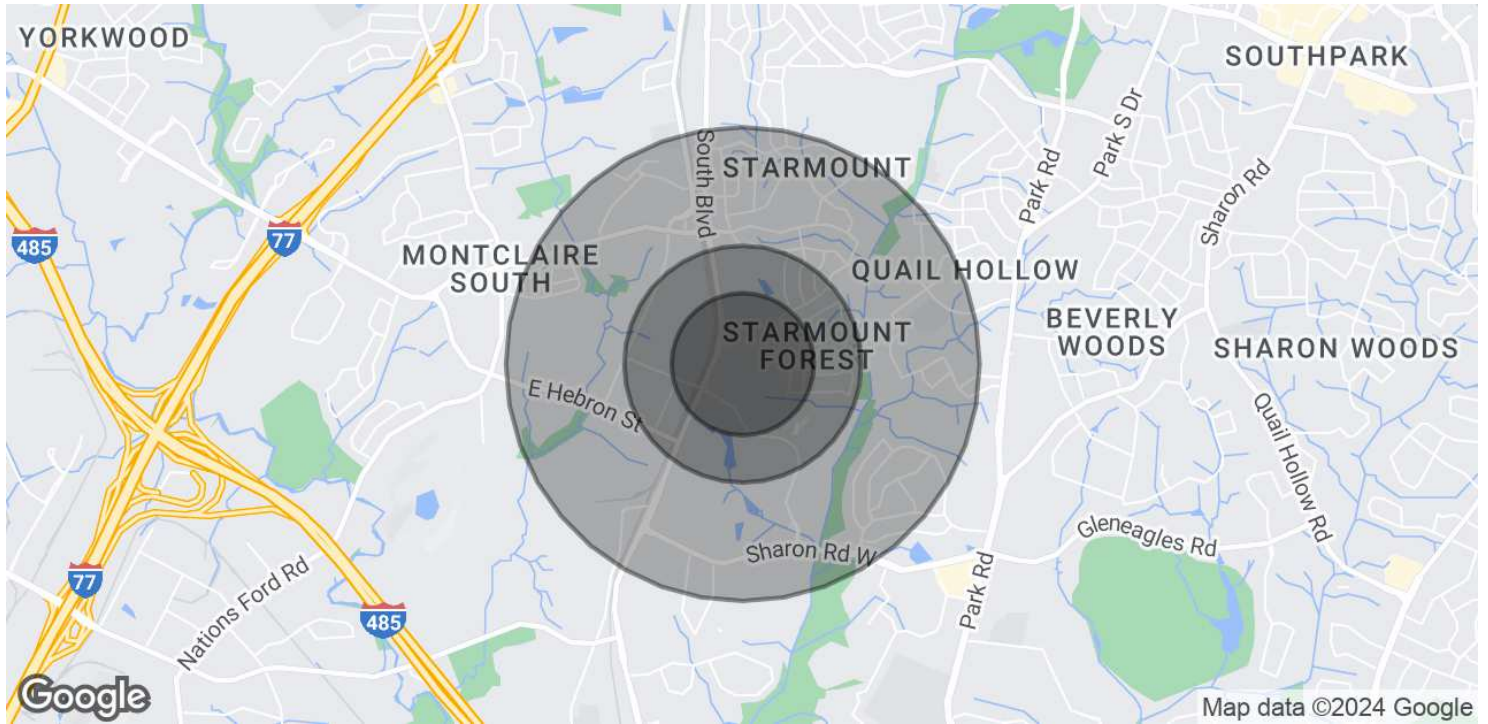 YORKWOOD
SOUTHPARK
Park S Dr
South Blvd
STARMOUNT
Park Rd
Sharon Rd
77
485
MONTCLAIRE
SOUTH
QUAIL HOLLOW
STARMOUNT
FOREST
BEVERLY
WOODS
SHARON WOODS
E Hebron St
Quail Hollow Rd
Gleneagles Rd
Sharon Rd W
77
Nations Ford Rd
485
Park Rd
Google
Map data ©2024 Google